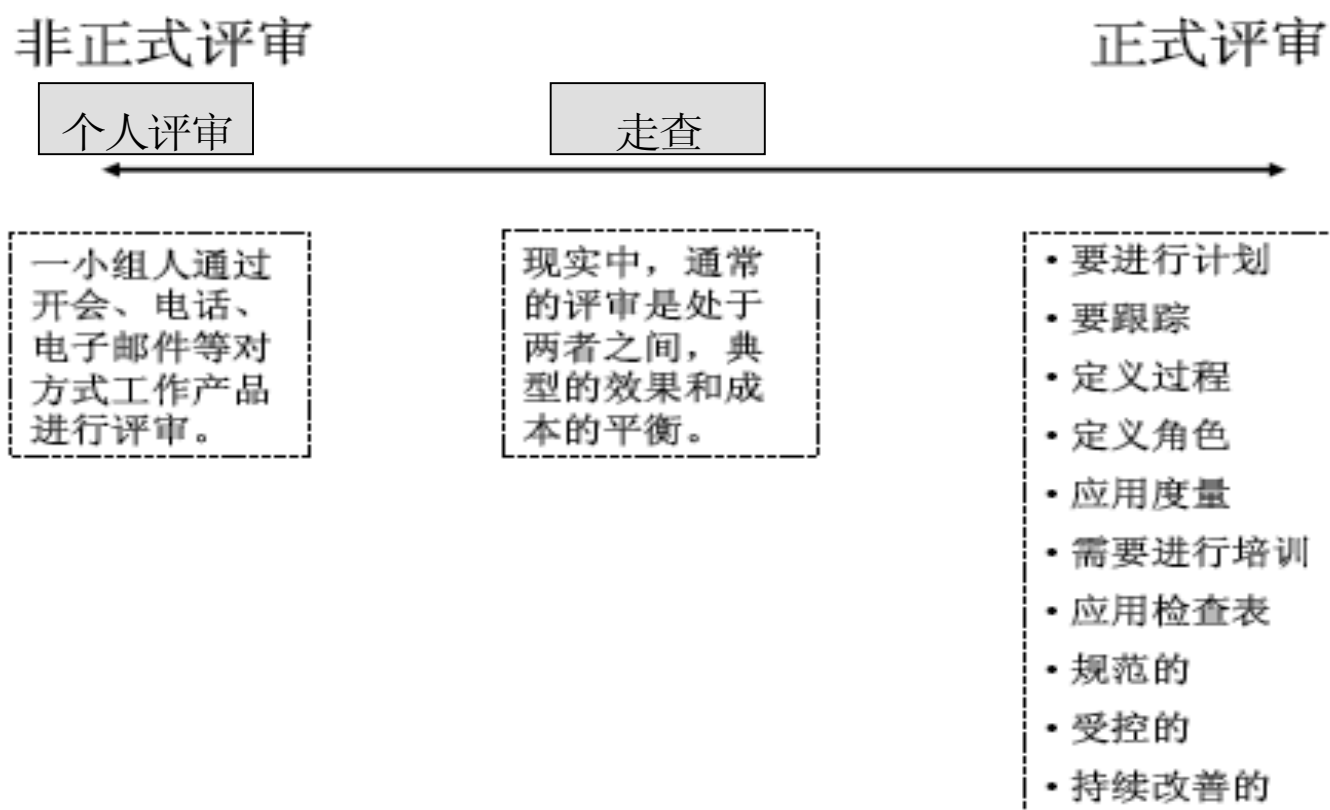 非正式评审
正式评审
个人评审
走查
一小组人通过
开会、电话、
电子邮件等对
方式工作产品
进行评审。
现实中，通常
的评审是处于
两者之间，典
型的效果和成
本的平衡。
•要进行计划
•要跟踪
•定义过程
•定义角色
•应用度量
•需要进行培训
•应用检查表
•规范的
•受控的
•持续改善的